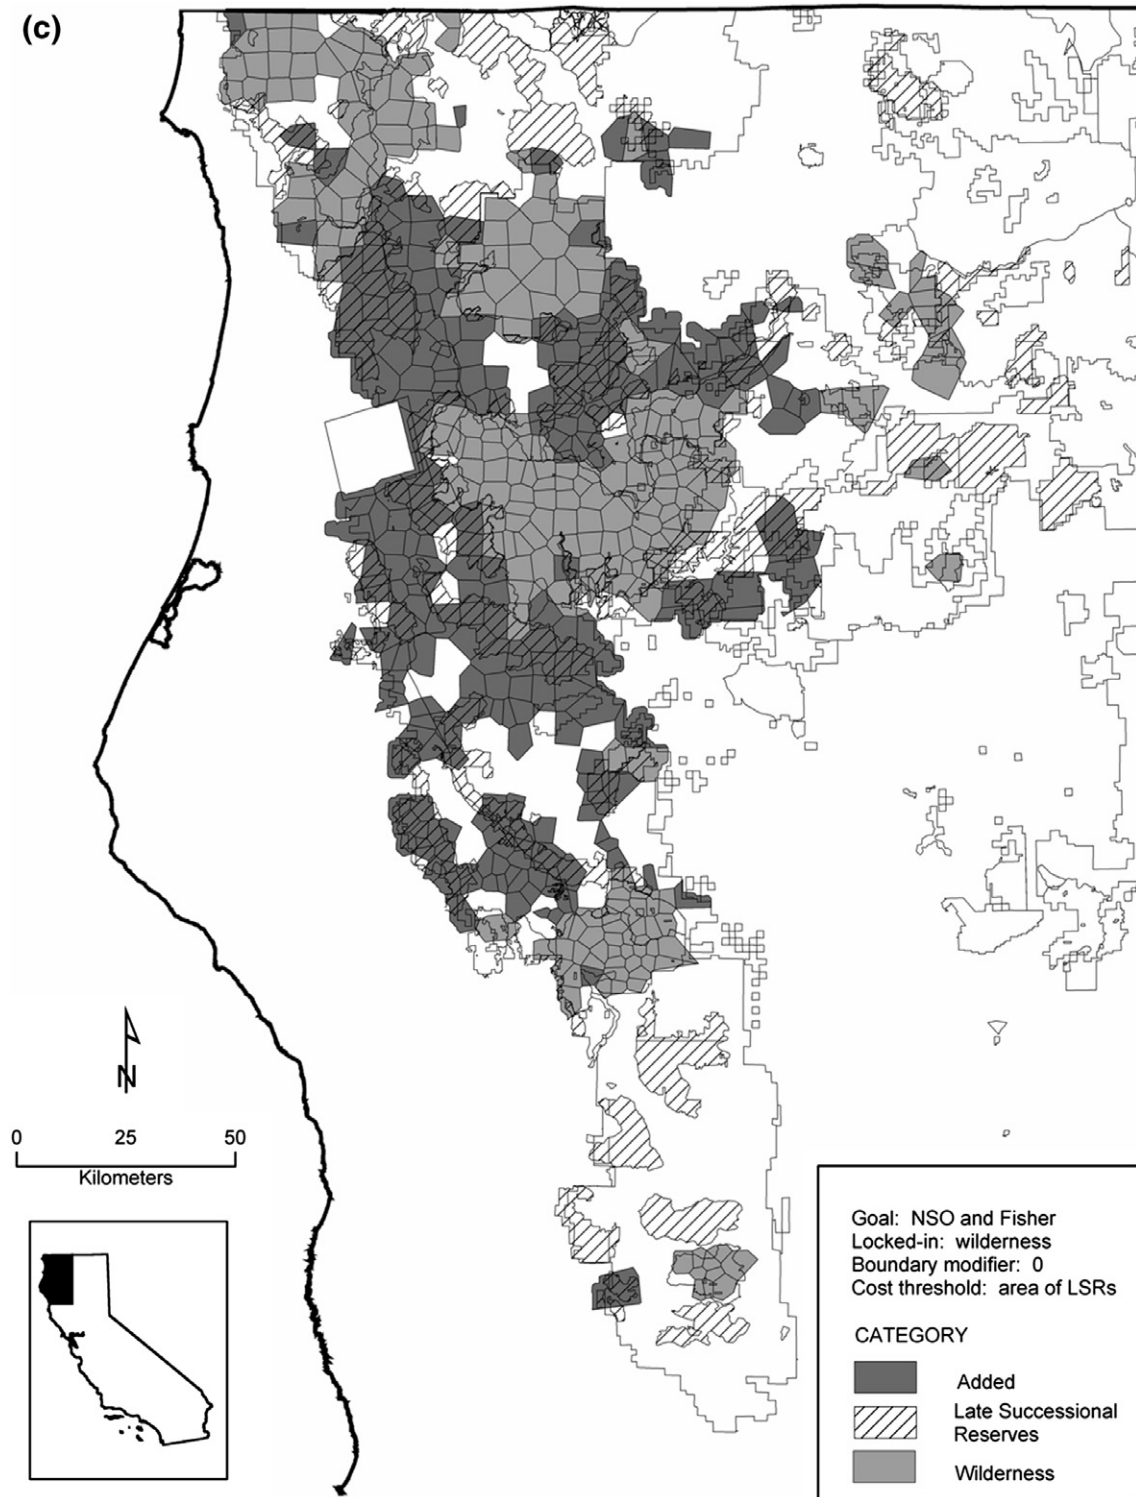 (c)
N
0 25 50
Kilometers
Goal: NSO and Fisher
Locked-in: wilderness
Boundary modifier: 0
Cost threshold: area of LSRs
CATEGORY
Added
Late Successional
Reserves
Wilderness